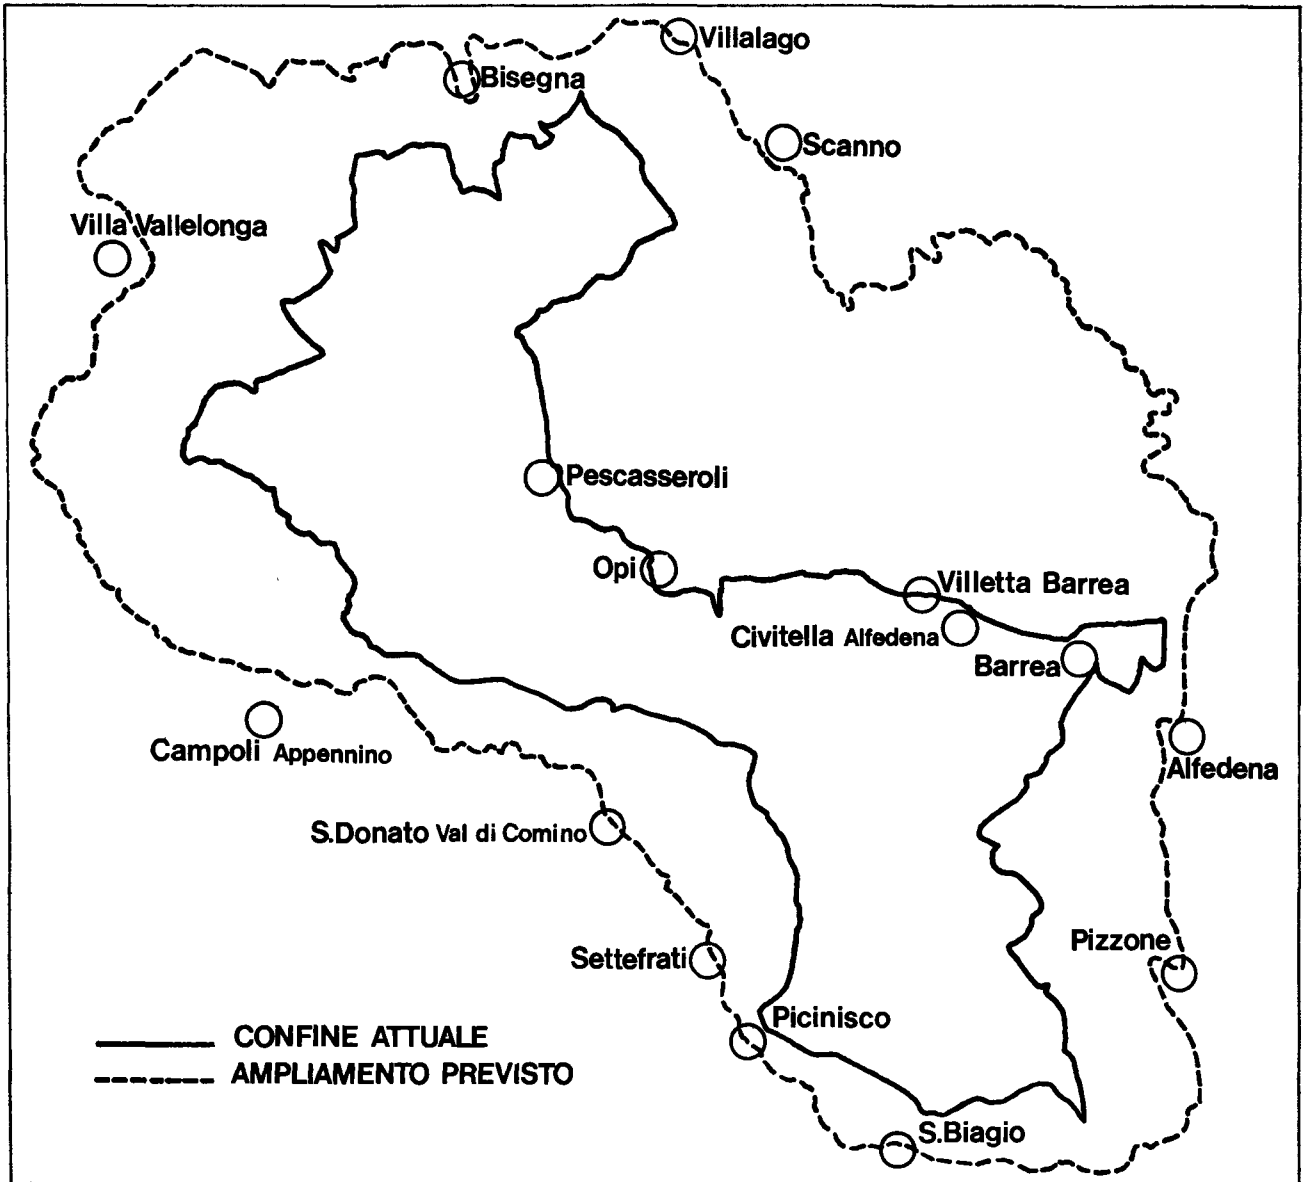 Villalago
Bisegna
Scanno
Villa Vallelonga
Pescasseroli
Opi
Villetta Barrea
Civitella Alfedena
Barrea
Campoli Appennino
Alfedena
S.Donato Val di Comino
Pizzone
Settefrati
Picinisco
CONFINE ATTUALE
AMPLIAMENTO PREVISTO
S.Biagio